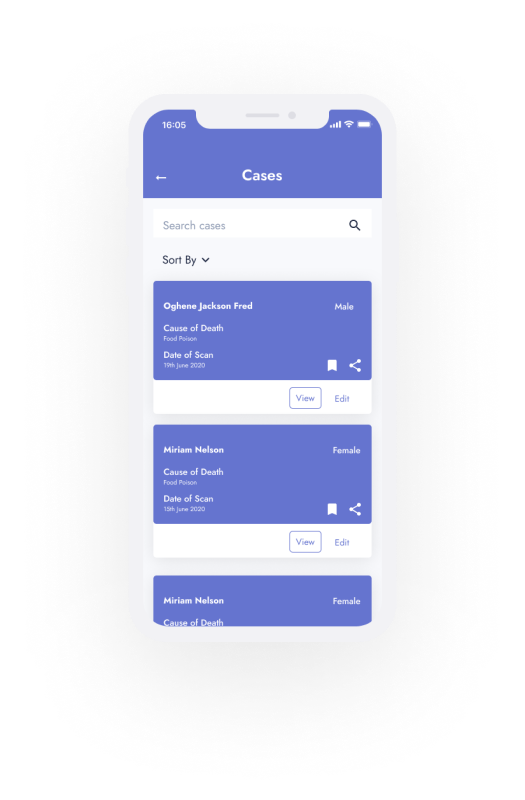 16:05
Cases
Search cases
Sort By
Oghene Jackson Fred Male
Cause of Death
Food Poison
Date of Scan
19th June 2020
View Edit
Miriam Nelson Female
Cause of Death
Food Poison
Date of Scan
15th June 2020
View Edit
Miriam Nelson Female
Cause of Death